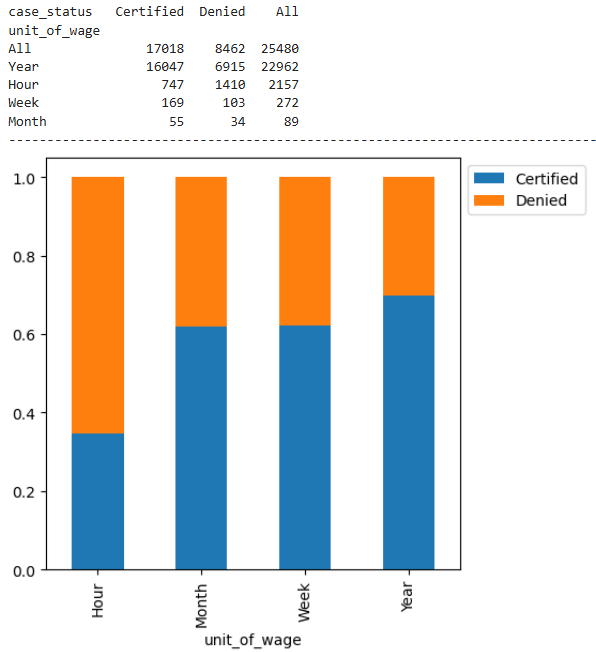 case_status   Certified  Denied    All
unit_of_wage
All               17018    8462  25480
Year              16047    6915  22962
Hour                747    1410   2157
Week                169     103    272
Month                55      34     89
------------------------------------------------------------------------------------------------------------------------
Certified
Denied
1.0
0.8
0.6
0.4
0.2
0.0
Hour
Month
Week
Year
unit_of_wage